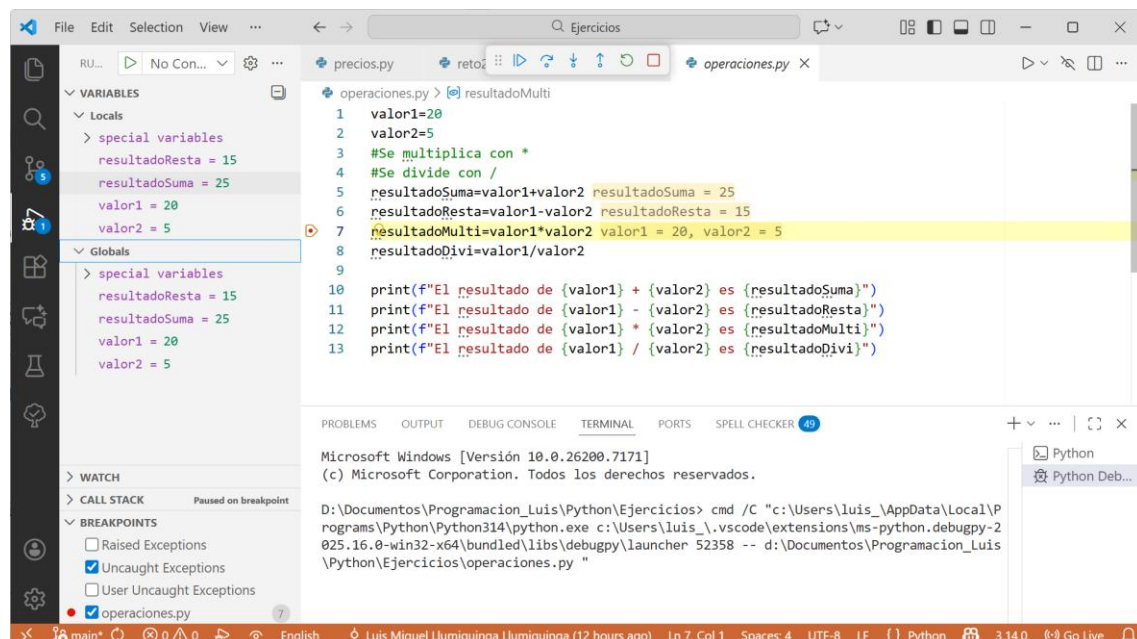 File Edit Selection View ··· Ejercicios
RU... No Con... ···
precios.py reto2 operaciones.py
VARIABLES
Locals
special variables
resultadoResta = 15
resultadoSuma = 25
valor1 = 20
valor2 = 5
Globals
special variables
resultadoResta = 15
resultadoSuma = 25
valor1 = 20
valor2 = 5
WATCH
CALL STACK Paused on breakpoint
BREAKPOINTS
Raised Exceptions
Uncaught Exceptions
User Uncaught Exceptions
operaciones.py 7
5
1
operaciones.py > resultadoMulti
1 valor1=20
2 valor2=5
3 #Se multiplica con *
4 #Se divide con /
5 resultadoSuma=valor1+valor2 resultadoSuma = 25
6 resultadoResta=valor1-valor2 resultadoResta = 15
7 resultadoMulti=valor1*valor2 valor1 = 20, valor2 = 5
8 resultadoDivi=valor1/valor2
9
10 print(f"El resultado de {valor1} + {valor2} es {resultadoSuma}")
11 print(f"El resultado de {valor1} - {valor2} es {resultadoResta}")
12 print(f"El resultado de {valor1} * {valor2} es {resultadoMulti}")
13 print(f"El resultado de {valor1} / {valor2} es {resultadoDivi}")
PROBLEMS OUTPUT DEBUG CONSOLE TERMINAL PORTS SPELL CHECKER 49
Microsoft Windows [Versión 10.0.26200.7171]
(c) Microsoft Corporation. Todos los derechos reservados.
D:\Documentos\Programacion_Luis\Python\Ejercicios> cmd /C "c:\Users\luis_\AppData\Local\P
rograms\Python\Python314\python.exe c:\Users\luis_\.vscode\extensions\ms-python.debugpy-2
025.16.0-win32-x64\bundled\libs\debugpy\launcher 52358 -- d:\Documentos\Programacion_Luis
\Python\Ejercicios\operaciones.py "
Python
Python Deb...
main* 0 0 English Luis Miguel Llumiquinga Llumiquinga (12 hours ago) Ln 7, Col 1 Spaces: 4 UTF-8 LF { } Python 3.14.0 Go Live